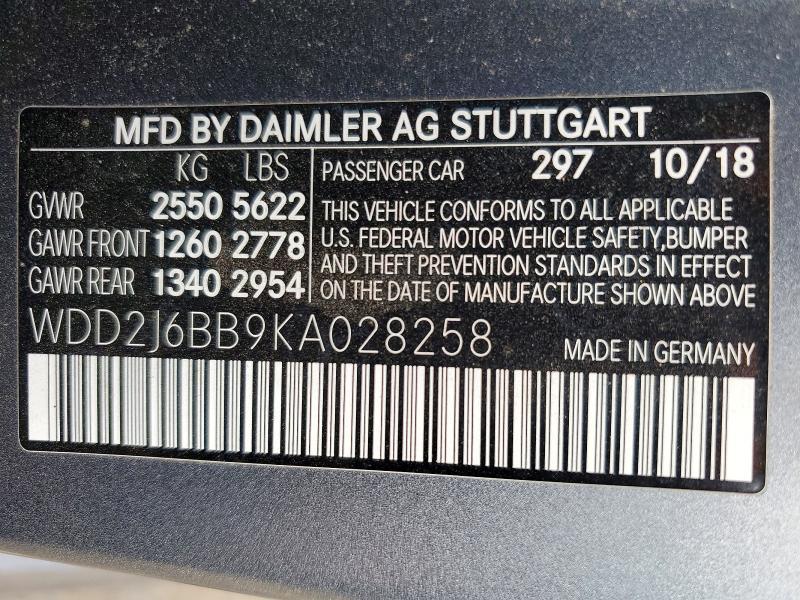 MFD BY DAIMLER AG STUTTGART
KG LBS
GVWR 2550 5622
GAWR FRONT 1260 2778
GAWR REAR 1340 2954
PASSENGER CAR 297 10/18
THIS VEHICLE CONFORMS TO ALL APPLICABLE
U.S. FEDERAL MOTOR VEHICLE SAFETY,BUMPER
AND THEFT PREVENTION STANDARDS IN EFFECT
ON THE DATE OF MANUFACTURE SHOWN ABOVE
WDD2J6BB9KA028258
MADE IN GERMANY